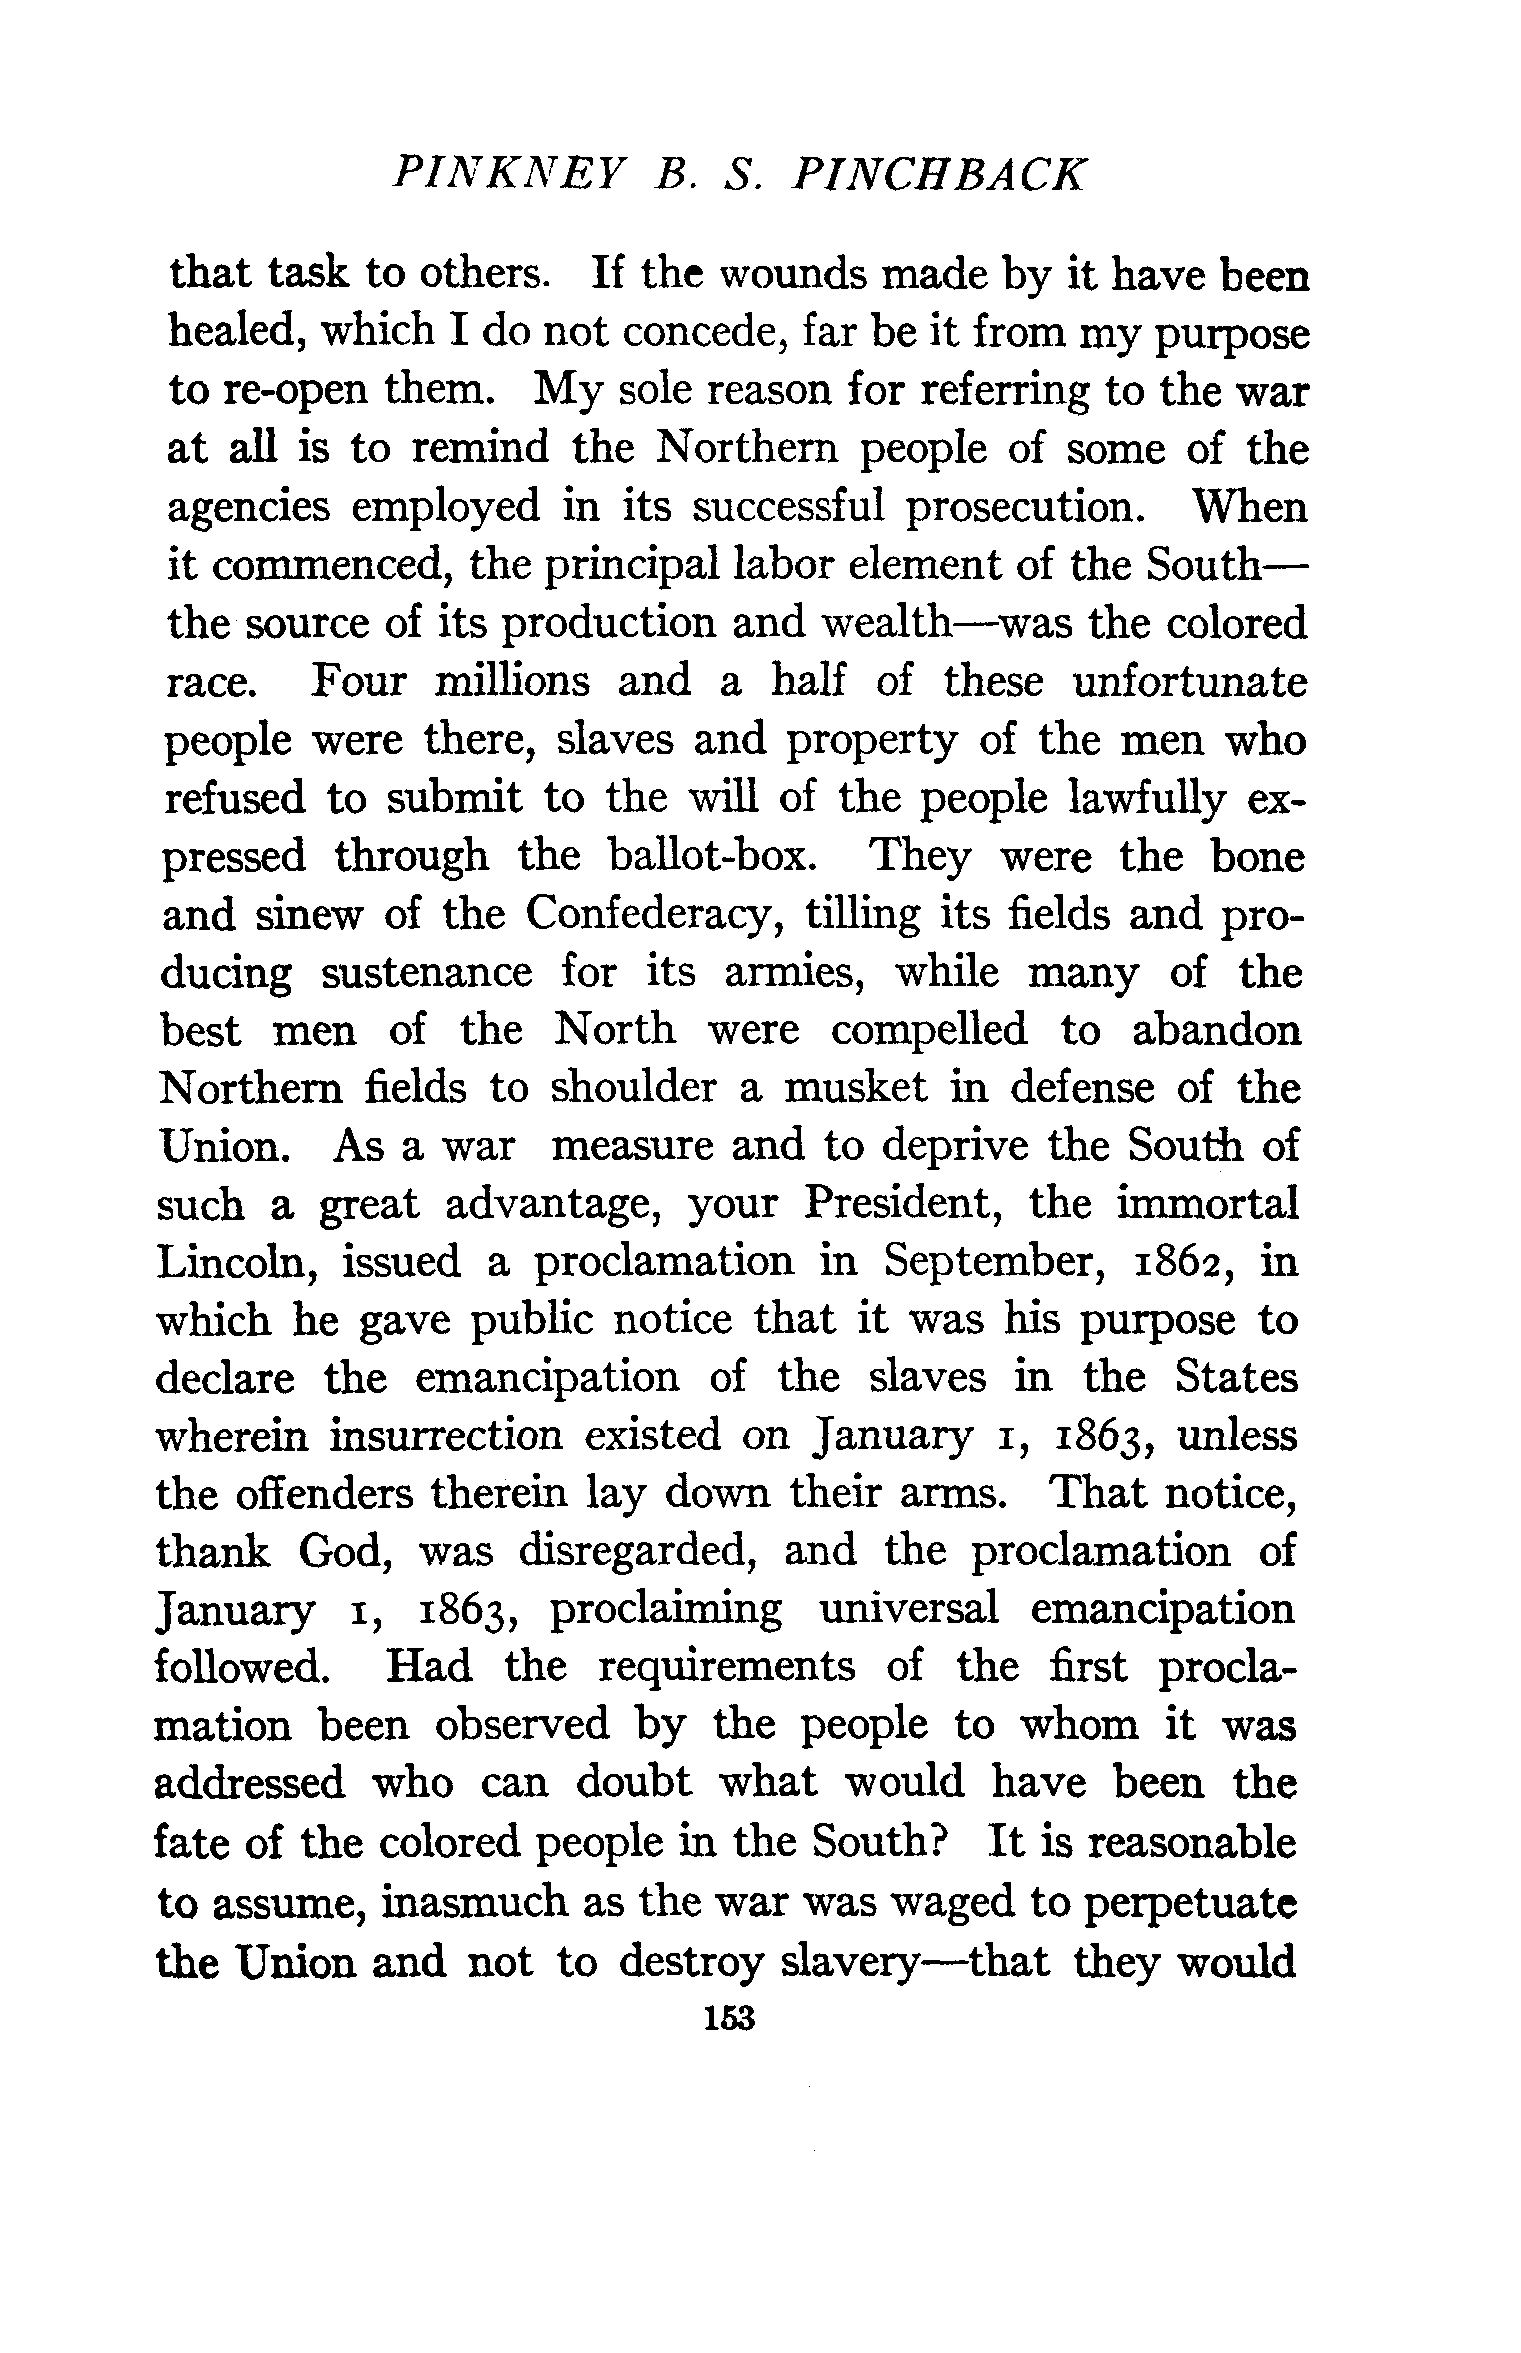 PINKNEY B. S. PINCHBACK
that task to others. If the wounds made by it have been
healed, which I do not concede, far be it from my purpose
to re-open them. My sole reason for referring to the war
at all is to remind the Northern people of some of the
agencies employed in its successful prosecution. When
it commenced, the principal labor element of the South—
the source of its production and wealth—was the colored
race. Four millions and a half of these unfortunate
people were there, slaves and property of the men who
refused to submit to the will of the people lawfully ex-
pressed through the ballot-box. They were the bone
and sinew of the Confederacy, tilling its fields and pro-
ducing sustenance for its armies, while many of the
best men of the North were compelled to abandon
Northern fields to shoulder a musket in defense of the
Union. As a war measure and to deprive the South of
such a great advantage, your President, the immortal
Lincoln, issued a proclamation in September, 1862, in
which he gave public notice that it was his purpose to
declare the emancipation of the slaves in the States
wherein insurrection existed on January 1, 1863, unless
the offenders therein lay down their arms. That notice,
thank God, was disregarded, and the proclamation of
January 1, 1863, proclaiming universal emancipation
followed. Had the requirements of the first procla-
mation been observed by the people to whom it was
addressed who can doubt what would have been the
fate of the colored people in the South? It is reasonable
to assume, inasmuch as the war was waged to perpetuate
the Union and not to destroy slavery—that they would
153